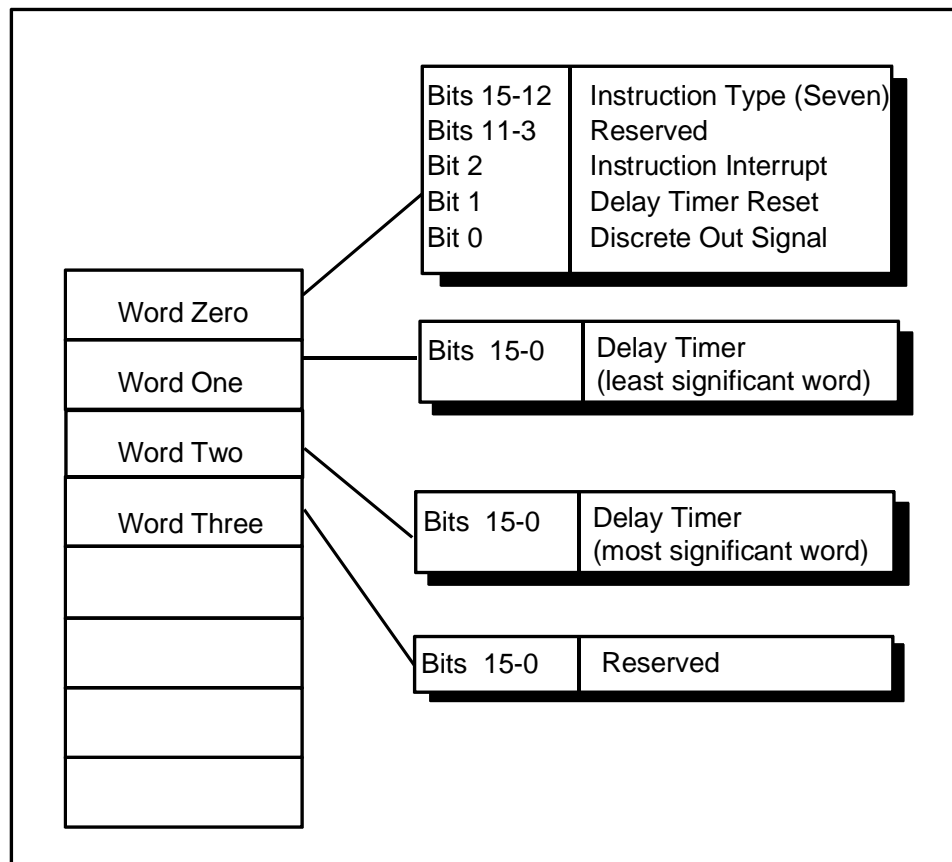 Bits 15-12 Instruction Type (Seven)
Bits 11-3 Reserved
Bit 2 Instruction Interrupt
Bit 1 Delay Timer Reset
Bit 0 Discrete Out Signal
Word Zero
Word One
Word Two
Word Three
Bits 15-0 Delay Timer
(least significant word)
Bits 15-0 Delay Timer
(most significant word)
Bits 15-0 Reserved